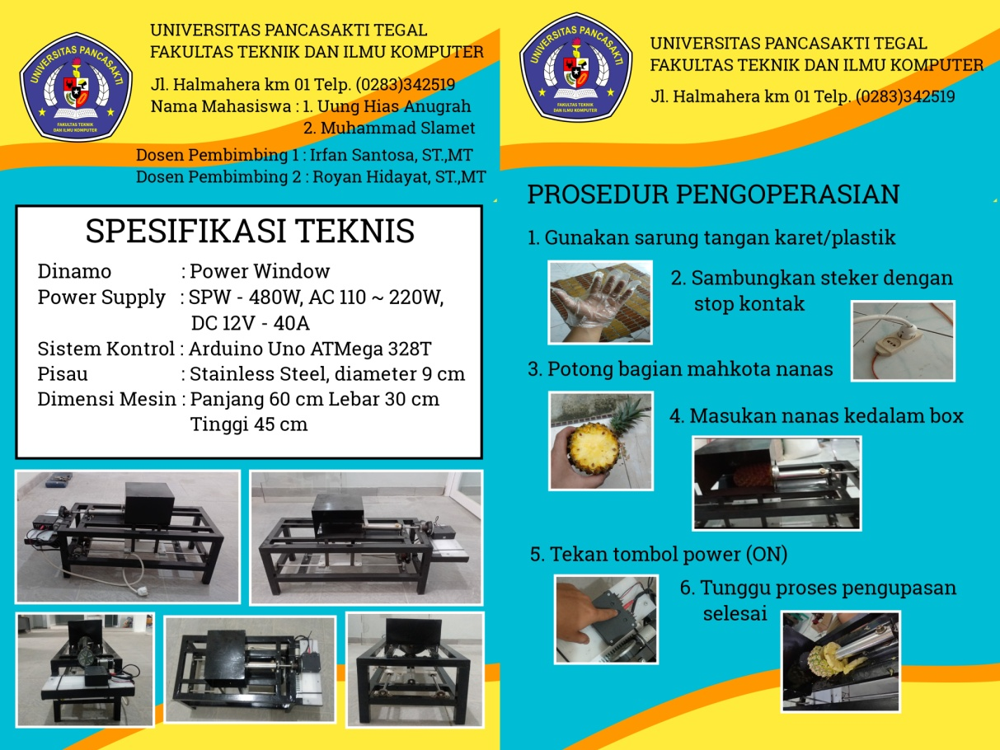 UNIVERSITAS PANCASAKTI TEGAL
FAKULTAS TEKNIK DAN ILMU KOMPUTER
Jl. Halmahera km 01 Telp. (0283)342519
Nama Mahasiswa : 1. Uung Hias Anugrah
2. Muhammad Slamet
Dosen Pembimbing 1 : Irfan Santosa, ST.,MT
Dosen Pembimbing 2 : Royan Hidayat, ST.,MT
UNIVERSITAS PANCASAKTI
FAKULTAS TEKNIK
DAN ILMU KOMPUTER
SPESIFIKASI TEKNIS
Dinamo : Power Window
Power Supply : SPW - 480W, AC 110 ~ 220W,
DC 12V - 40A
Sistem Kontrol : Arduino Uno ATMega 328T
Pisau : Stainless Steel, diameter 9 cm
Dimensi Mesin : Panjang 60 cm Lebar 30 cm
Tinggi 45 cm
UNIVERSITAS PANCASAKTI TEGAL
FAKULTAS TEKNIK DAN ILMU KOMPUTER
Jl. Halmahera km 01 Telp. (0283)342519
UNIVERSITAS PANCASAKTI
FAKULTAS TEKNIK
DAN ILMU KOMPUTER
PROSEDUR PENGOPERASIAN
1. Gunakan sarung tangan karet/plastik
2. Sambungkan steker dengan
stop kontak
3. Potong bagian mahkota nanas
4. Masukan nanas kedalam box
5. Tekan tombol power (ON)
6. Tunggu proses pengupasan
selesai